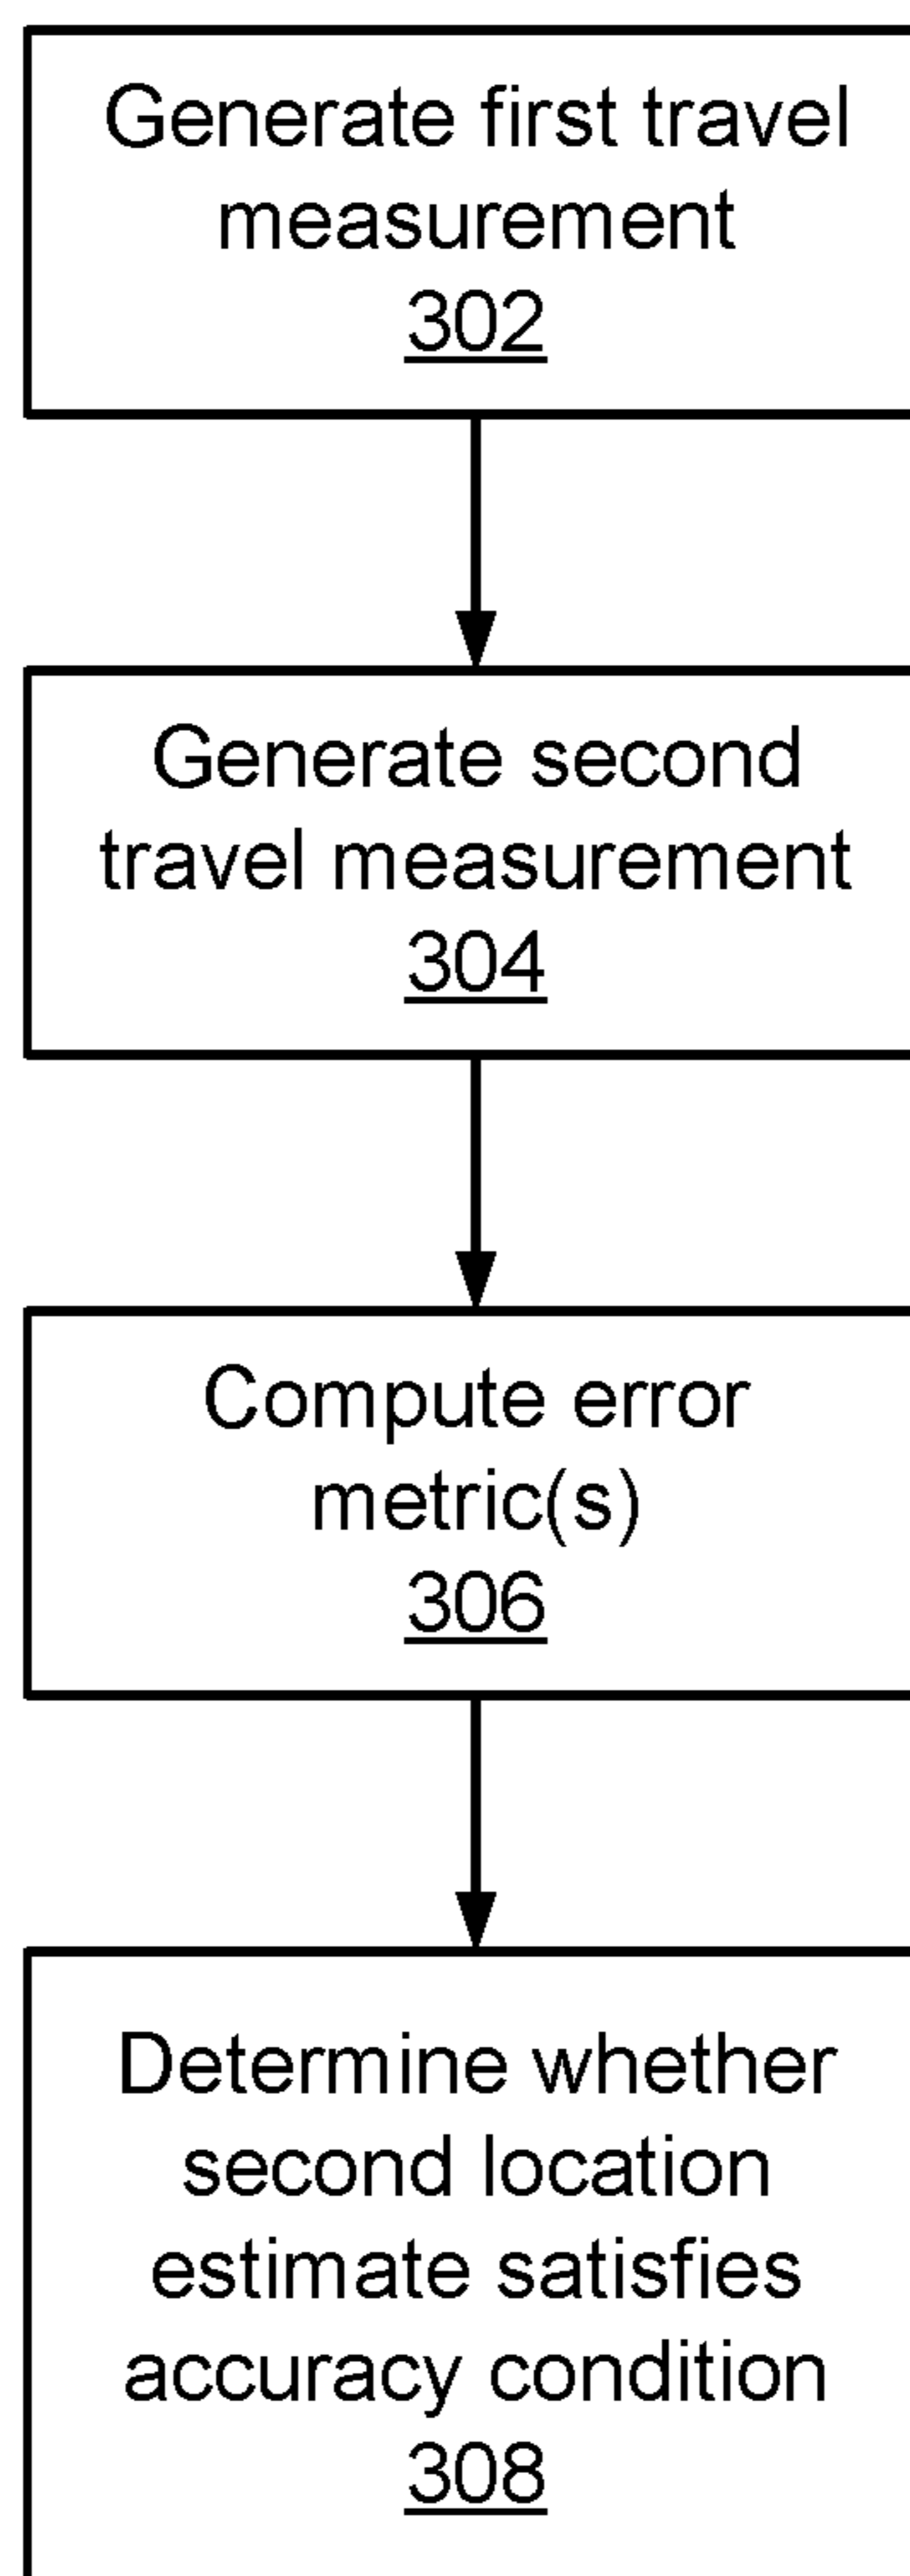 Generate first travel
measurement
302
Generate second
travel measurement
304
Compute error
metric(s)
306
Determine whether
second location
estimate satisfies
accuracy condition
308